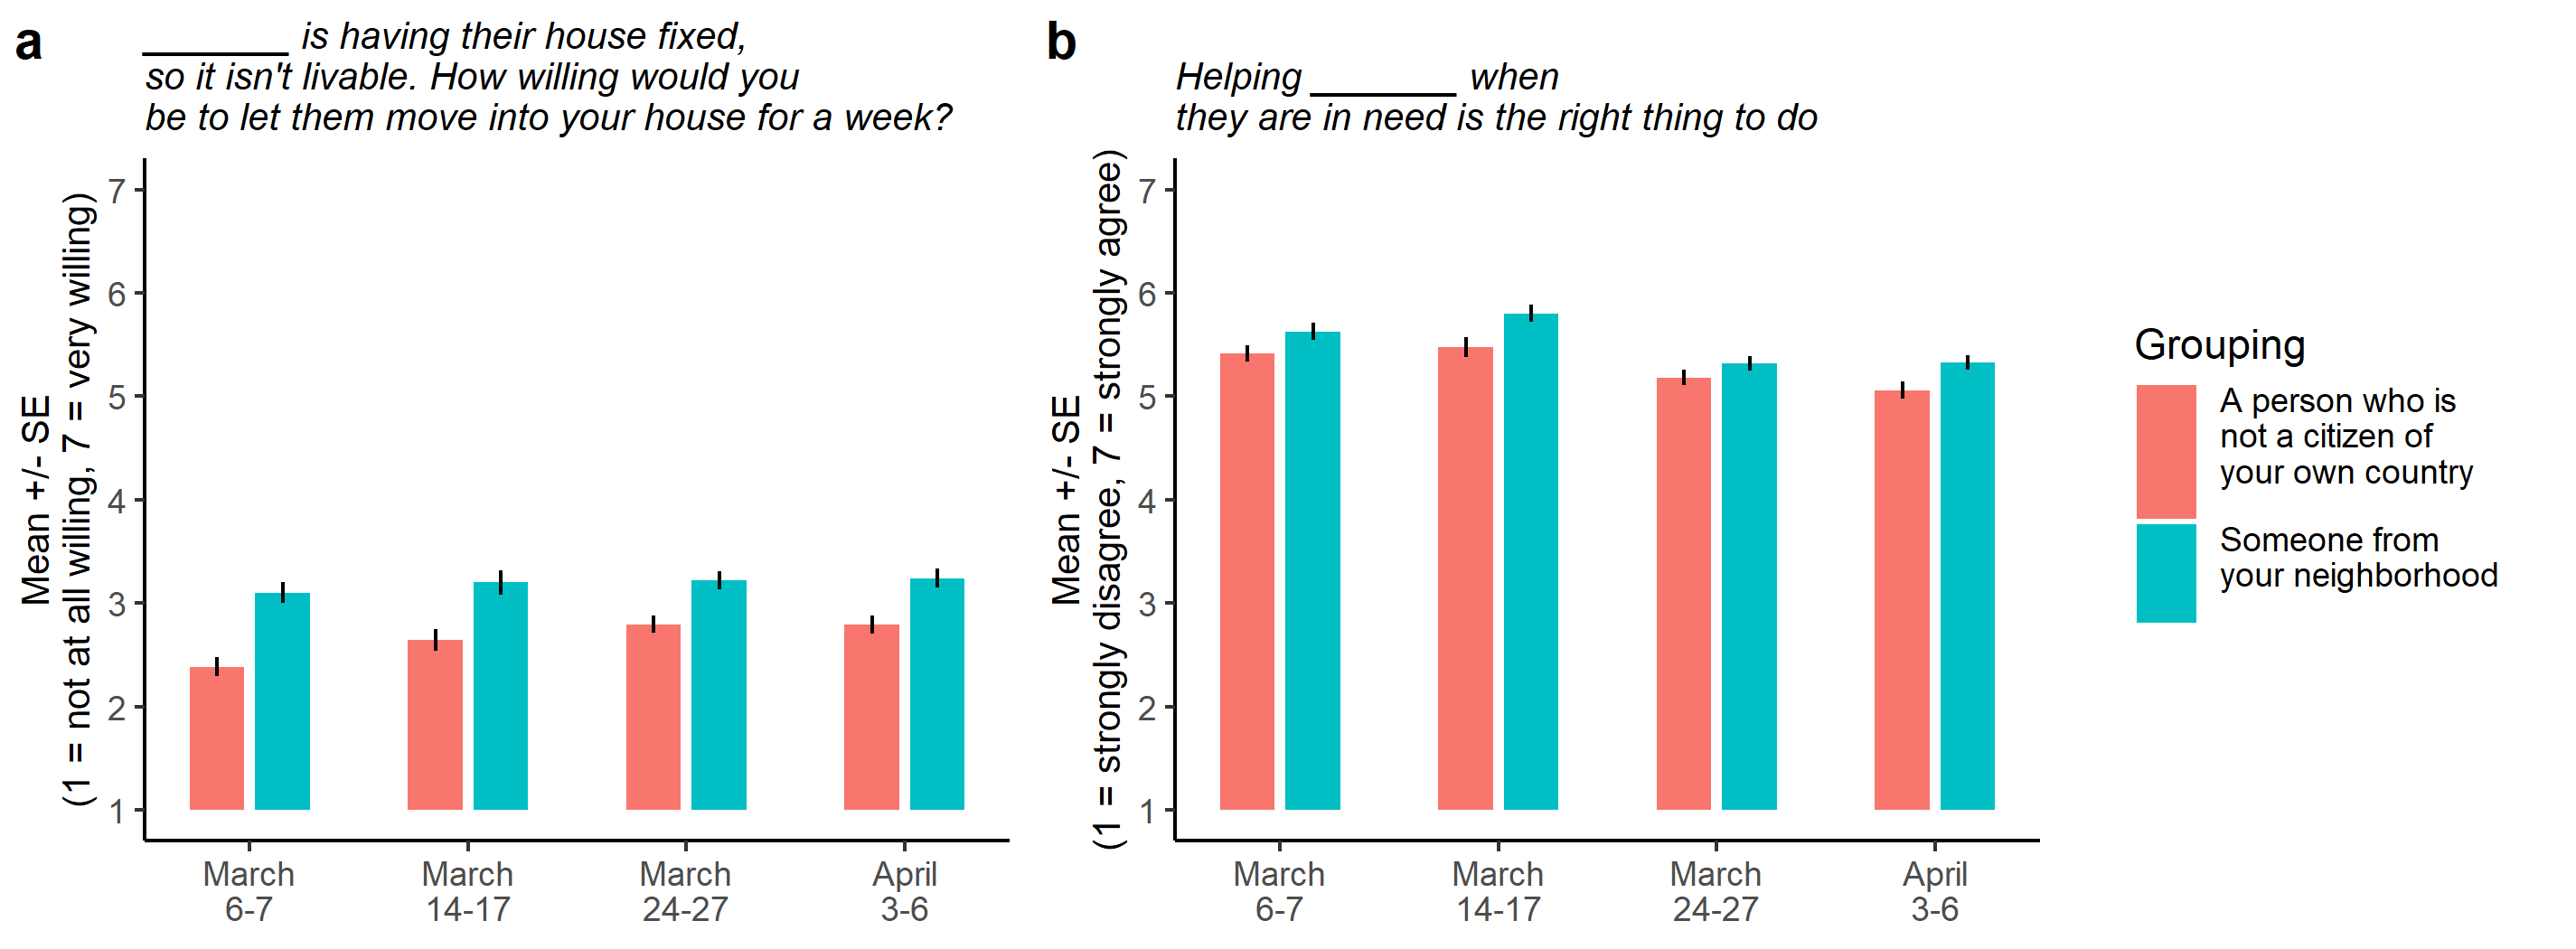 a
_______ is having their house fixed,
so it isn't livable. How willing would you
be to let them move into your house for a week?
Mean +/- SE
(1 = not at all willing, 7 = very willing)
7
6
5
4
3
2
1
March
6-7
March
14-17
March
24-27
April
3-6
b
Helping _______ when
they are in need is the right thing to do
Mean +/- SE
(1 = strongly disagree, 7 = strongly agree)
7
6
5
4
3
2
1
March
6-7
March
14-17
March
24-27
April
3-6
Grouping
A person who is
not a citizen of
your own country
Someone from
your neighborhood